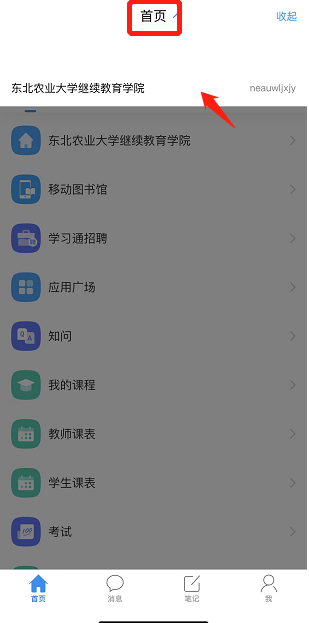 首页 收起
东北农业大学继续教育学院 neauwljxjy
东北农业大学继续教育学院
移动图书馆
学习通招聘
应用广场
知问
我的课程
教师课表
学生课表
考试
首页 消息 笔记 我